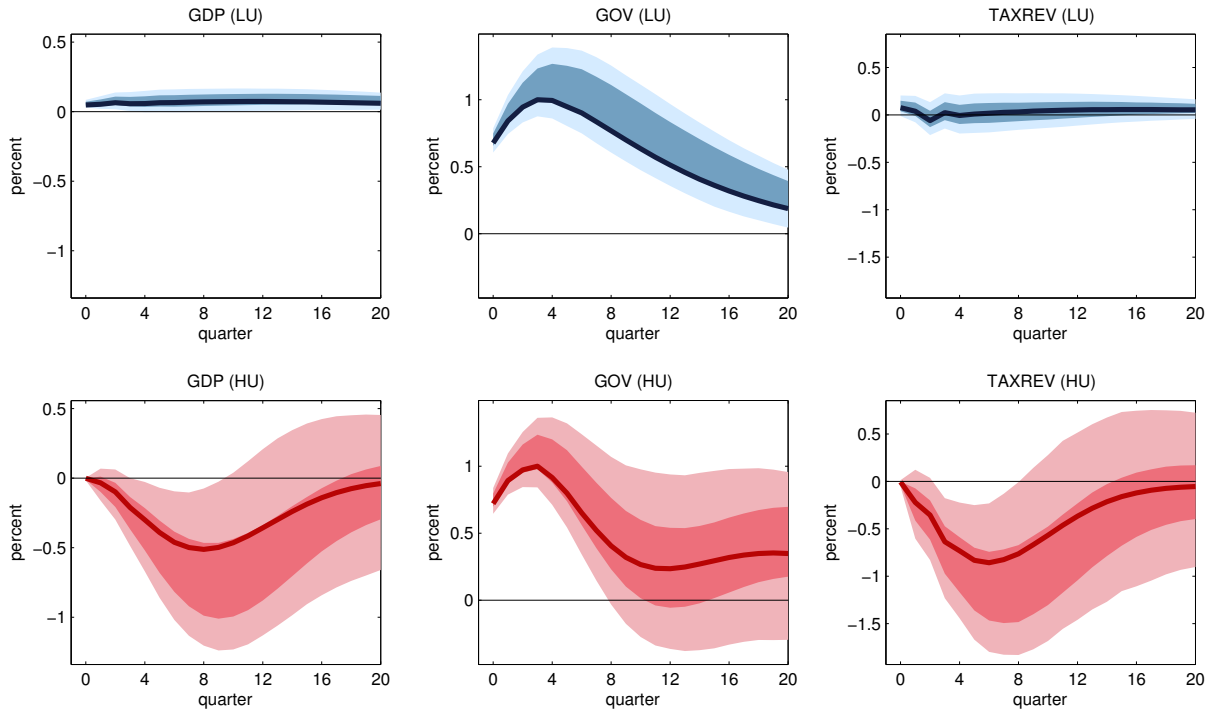 GDP (LU)
percent
0.5
0
−0.5
−1
0 4 8 12 16 20
quarter
GOV (LU)
percent
1
0.5
0
0 4 8 12 16 20
quarter
TAXREV (LU)
percent
0.5
0
−0.5
−1
−1.5
0 4 8 12 16 20
quarter
GDP (HU)
percent
0.5
0
−0.5
−1
0 4 8 12 16 20
quarter
GOV (HU)
percent
1
0.5
0
0 4 8 12 16 20
quarter
TAXREV (HU)
percent
0.5
0
−0.5
−1
−1.5
0 4 8 12 16 20
quarter